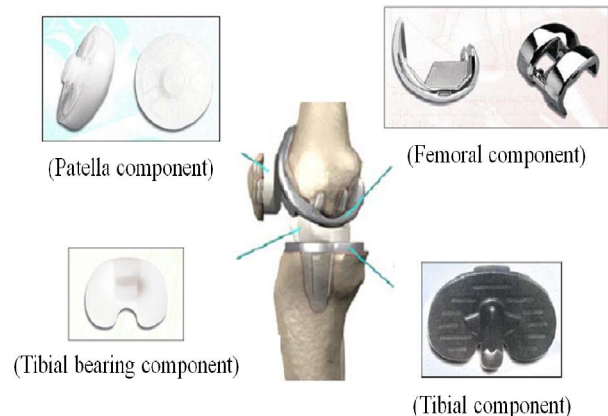 (Patella component)
(Femoral component)
(Tibial bearing component)
(Tibial component)